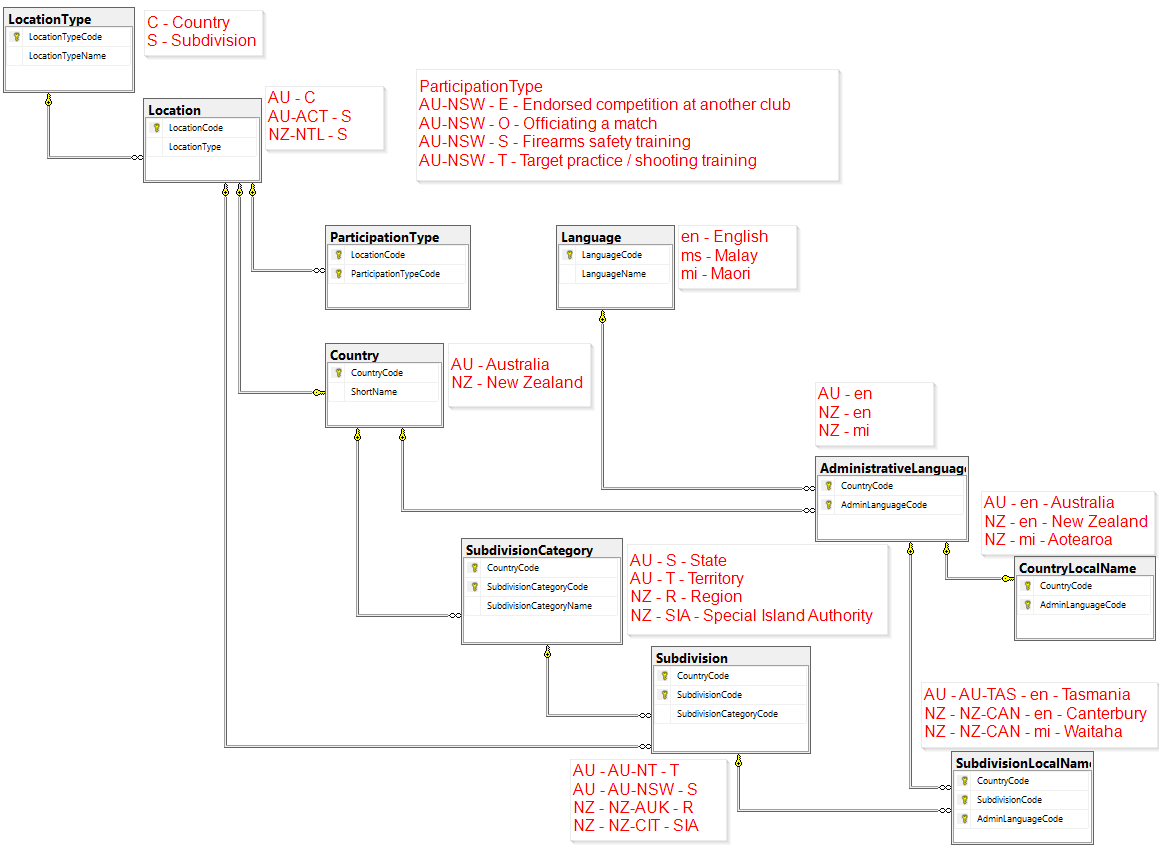 LocationType
LocationTypeCode
LocationTypeName
C - Country
S - Subdivision
Location
LocationCode
LocationType
AU - C
AU-ACT - S
NZ-NTL - S
ParticipationType
AU-NSW - E - Endorsed competition at another club
AU-NSW - O - Officiating a match
AU-NSW - S - Firearms safety training
AU-NSW - T - Target practice / shooting training
ParticipationType
LocationCode
ParticipationTypeCode
Language
LanguageCode
LanguageName
en - English
ms - Malay
mi - Maori
Country
CountryCode
ShortName
AU - Australia
NZ - New Zealand
AU - en
NZ - en
NZ - mi
AdministrativeLanguage
CountryCode
AdminLanguageCode
AU - en - Australia
NZ - en - New Zealand
NZ - mi - Aotearoa
CountryLocalName
CountryCode
AdminLanguageCode
SubdivisionCategory
CountryCode
SubdivisionCategoryCode
SubdivisionCategoryName
AU - S - State
AU - T - Territory
NZ - R - Region
NZ - SIA - Special Island Authority
Subdivision
CountryCode
SubdivisionCode
SubdivisionCategoryCode
AU - AU-NT - T
AU - AU-NSW - S
NZ - NZ-AUK - R
NZ - NZ-CIT - SIA
AU - AU-TAS - en - Tasmania
NZ - NZ-CAN - en - Canterbury
NZ - NZ-CAN - mi - Waitaha
SubdivisionLocalName
CountryCode
SubdivisionCode
AdminLanguageCode